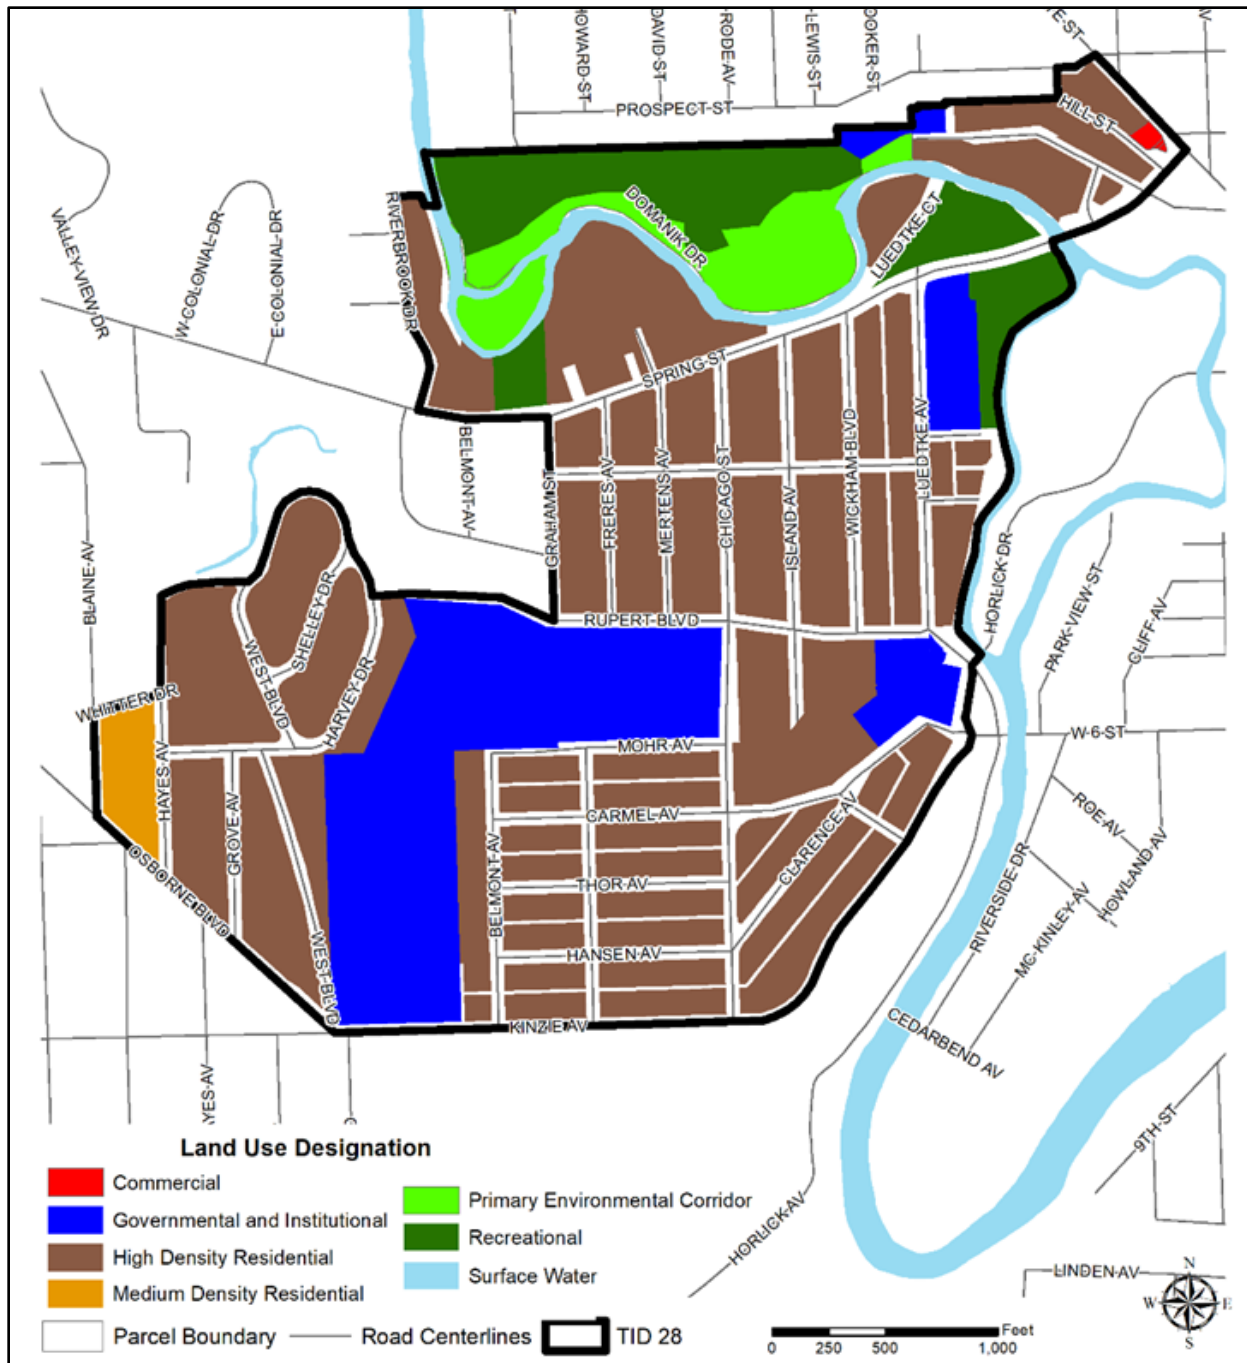 HOWARD-ST
DAVID-ST
RODE-AV
LEWIS-ST
OOKER-ST
PROSPECT-ST
HILL-ST
VALLEY-VIEW-DR
W-COLONIAL-DR
E-COLONIAL-DR
RIVERBROOK-DR
DOMANIK DR
LUEDTKE-CT
SPRING-ST
BELMONT-AV
GRAHAM-ST
FRERES-AV
MERTENS-AV
CHICAGO-ST
ISLAND-AV
WICKHAM-BLVD
LUEDTKE-AV
HORLICK-DR
PARK-VIEW-ST
CLIFF-AV
BLAINE-AV
RUPERT-BLVD
SHELLEY-DR
WEST-BLVD
HARVEY-DR
WHITTER DR
HAYES-AV
MOHR-AV
W-6-ST
GROVE-AV
CARMEL-AV
CLARENCE-AV
ROE-AV
HOWLAND-AV
OSBORNE-BLVD
BELMONT-AV
THOR-AV
RIVERSIDE-DR
MC-KINLEY-AV
WEST-BLVD
HANSEN-AV
KINZIE-AV
CEDARBEND-AV
YES-AV
9TH-ST
HORLICK-AV
LINDEN-AV
Land Use Designation
Commercial
Governmental and Institutional
High Density Residential
Medium Density Residential
Primary Environmental Corridor
Recreational
Surface Water
Parcel Boundary
Road Centerlines
TID 28
Feet
0 250 500 1,000
N
W E
S